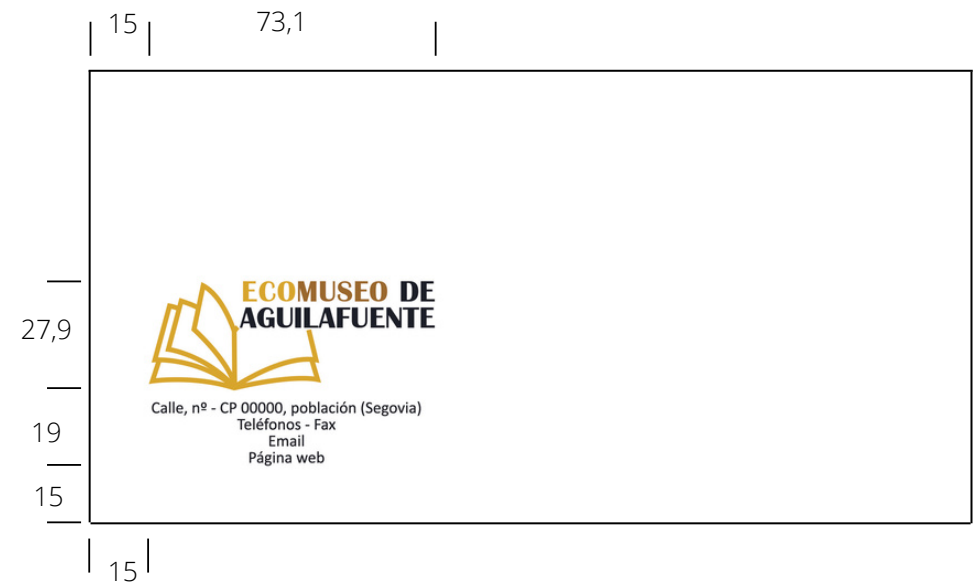 15 73,1
ECOMUSEO DE
AGUILAFUENTE
27,9
Calle, nº - CP 00000, población (Segovia)
Teléfonos - Fax
Email
Página web
19
15
15